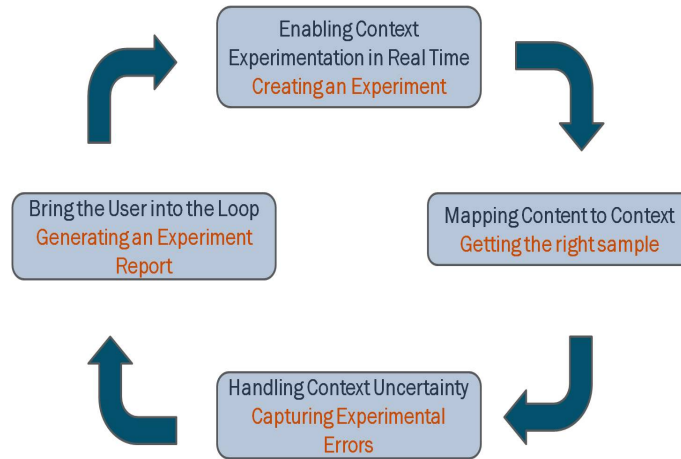 Enabling Context
Experimentation in Real Time
Creating an Experiment
Bring the User into the Loop
Generating an Experiment
Report
Mapping Content to Context
Getting the right sample
Handling Context Uncertainty
Capturing Experimental
Errors